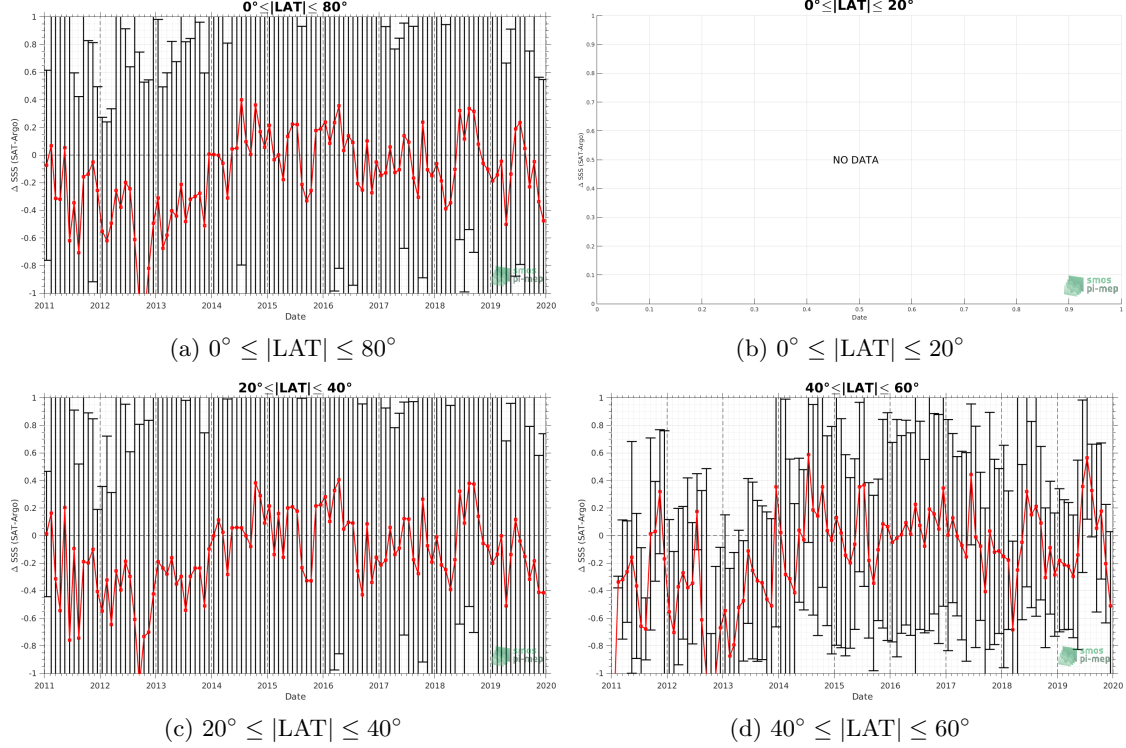 0°≤|LAT|≤ 80°
Δ SSS (SAT-Argo)
1
0.8
0.6
0.4
0.2
0
-0.2
-0.4
-0.6
-0.8
-1
2011 2012 2013 2014 2015 2016 2017 2018 2019 2020
Date
smos
pi-mep
(a) 0° ≤ |LAT| ≤ 80°
0°≤|LAT|≤ 20°
Δ SSS (SAT-Argo)
1
0.9
0.8
0.7
0.6
0.5
0.4
0.3
0.2
0.1
0
NO DATA
0 0.1 0.2 0.3 0.4 0.5 0.6 0.7 0.8 0.9 1
Date
smos
pi-mep
(b) 0° ≤ |LAT| ≤ 20°
20°≤|LAT|≤ 40°
Δ SSS (SAT-Argo)
1
0.8
0.6
0.4
0.2
0
-0.2
-0.4
-0.6
-0.8
-1
2011 2012 2013 2014 2015 2016 2017 2018 2019 2020
Date
smos
pi-mep
(c) 20° ≤ |LAT| ≤ 40°
40°≤|LAT|≤ 60°
Δ SSS (SAT-Argo)
1
0.8
0.6
0.4
0.2
0
-0.2
-0.4
-0.6
-0.8
-1
2011 2012 2013 2014 2015 2016 2017 2018 2019 2020
Date
smos
pi-mep
(d) 40° ≤ |LAT| ≤ 60°